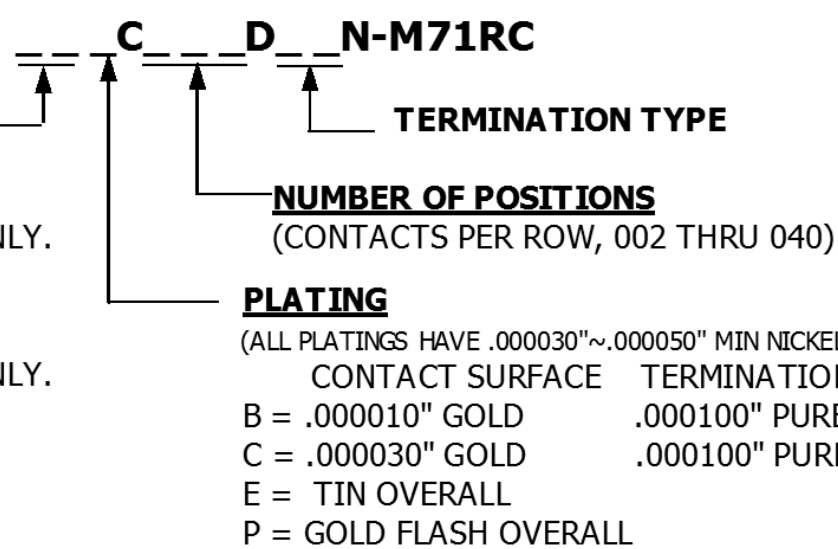 _ _ _C_ _ _D_ _N-M71RC
TERMINATION TYPE
NUMBER OF POSITIONS
(CONTACTS PER ROW, 002 THRU 040)
PLATING
(ALL PLATINGS HAVE .000030"~.000050" MIN NICKEL
CONTACT SURFACE TERMINATION
B = .000010" GOLD .000100" PURE
C = .000030" GOLD .000100" PURE
E = TIN OVERALL
P = GOLD FLASH OVERALL
NLY.
NLY.